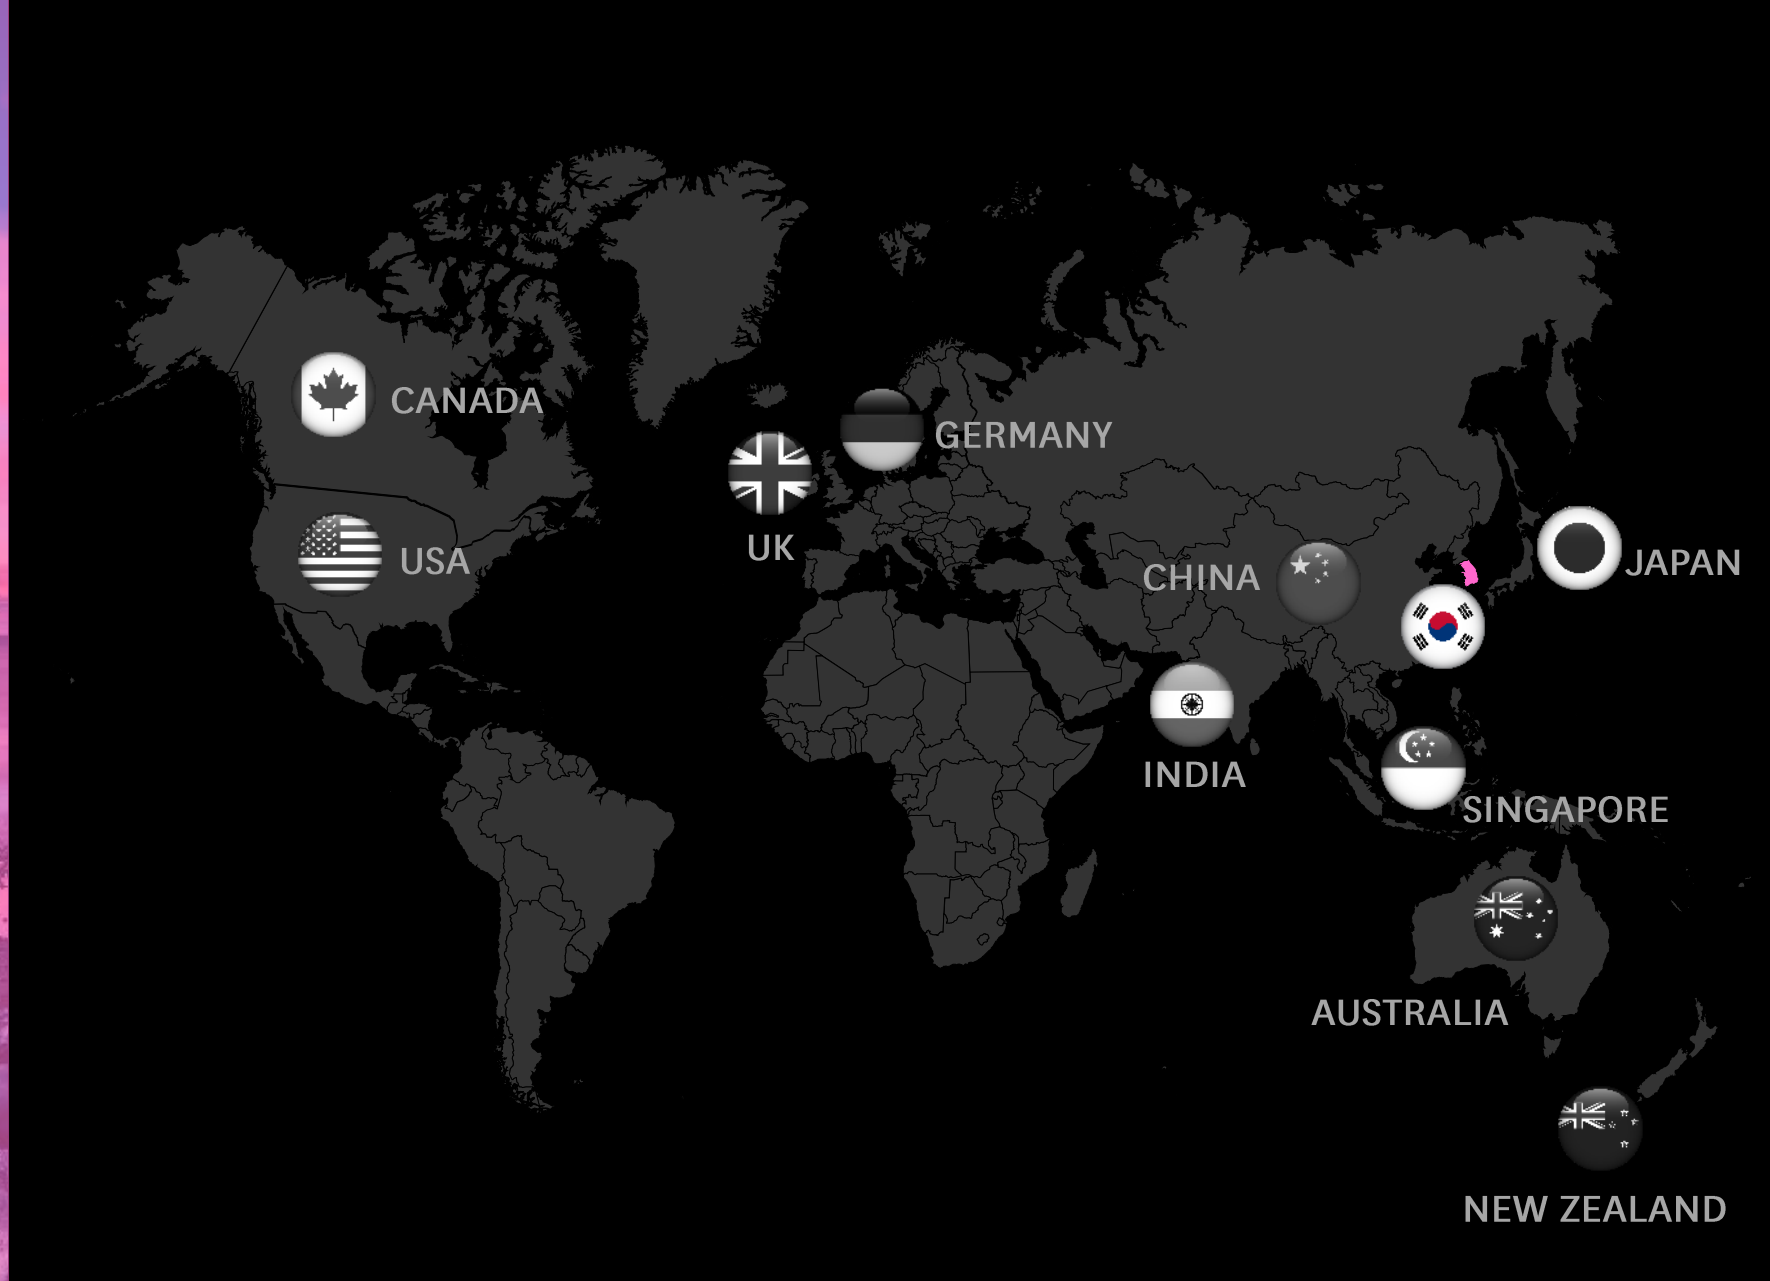 CANADA
GERMANY
UK
USA
JAPAN
CHINA
INDIA
SINGAPORE
AUSTRALIA
NEW ZEALAND